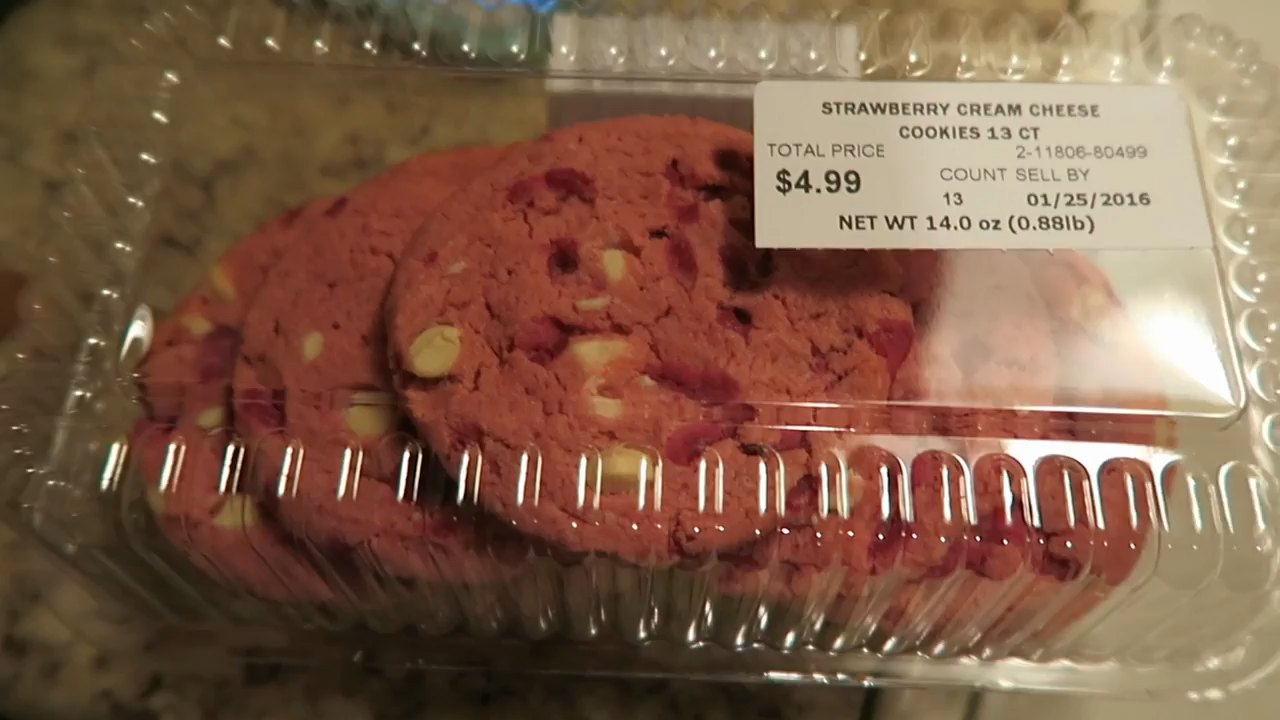 STRAWBERRY CREAM CHEESE
COOKIES 13 CT
TOTAL PRICE 2-11806-80499
$4.99 COUNT SELL BY
13 01/25/2016
NET WT 14.0 oz (0.88lb)